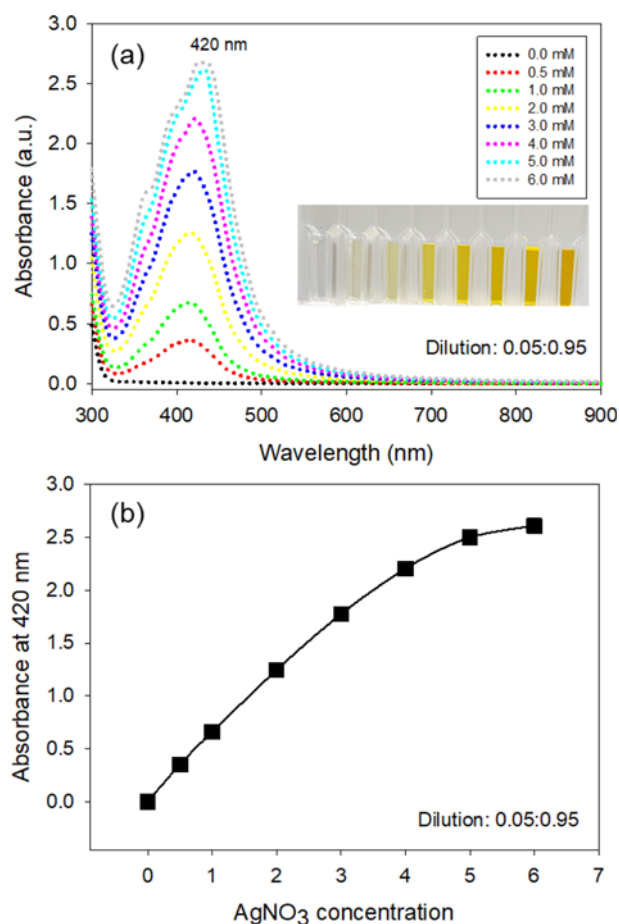 (a)
420 nm
0.0 mM
0.5 mM
1.0 mM
2.0 mM
3.0 mM
4.0 mM
5.0 mM
6.0 mM
Dilution: 0.05:0.95
3.0
2.5
2.0
1.5
1.0
0.5
0.0
Absorbance (a.u.)
300 400 500 600 700 800 900
Wavelength (nm)
(b)
3.0
2.5
2.0
1.5
1.0
0.5
0.0
Absorbance at 420 nm
Dilution: 0.05:0.95
0 1 2 3 4 5 6 7
AgNO₃ concentration